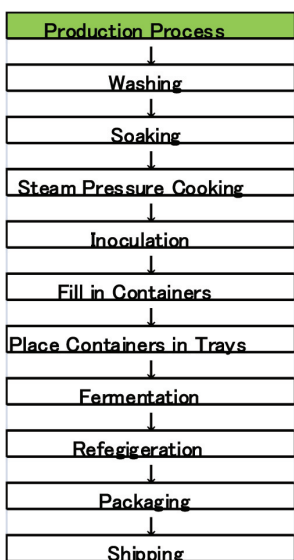 Production Process
Washing
Soaking
Steam Pressure Cooking
Inoculation
Fill in Containers
Place Containers in Trays
Fermentation
Refegigeration
Packaging
Shipping